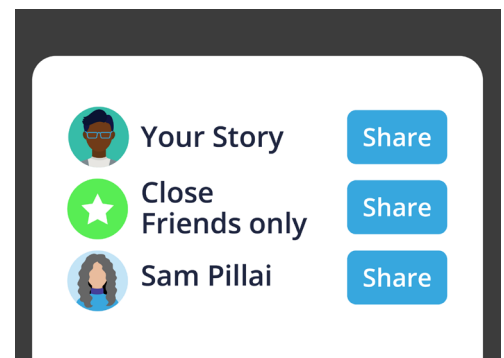 Your Story
Share
Close
Friends only
Share
Sam Pillai
Share